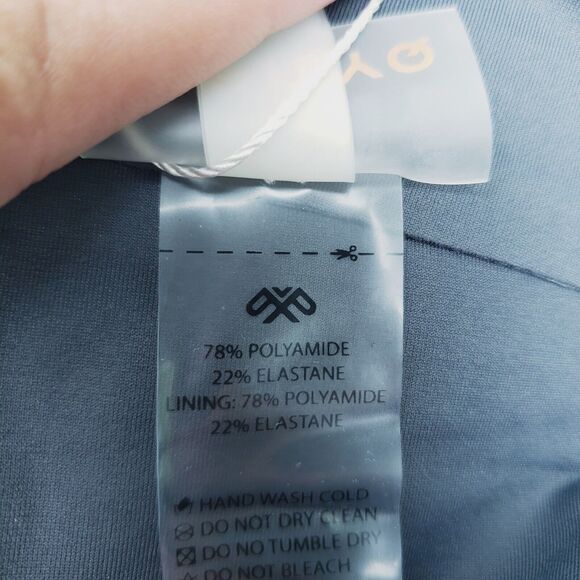 78% POLYAMIDE
22% ELASTANE
LINING: 78% POLYAMIDE
22% ELASTANE
HAND WASH COLD
DO NOT DRY CLEAN
DO NO TUMBLE DRY
DO NOT BLEACH